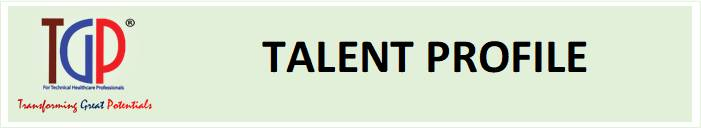 TGP®
For Technical Healthcare Professionals
Transforming Great Potentials
TALENT PROFILE